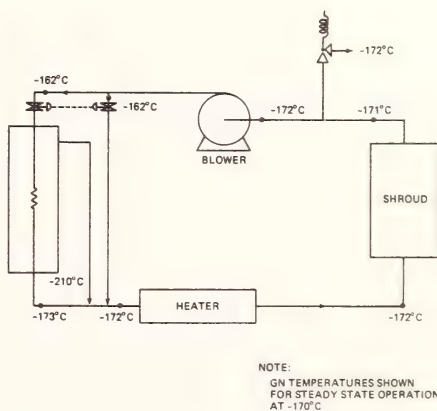 -172°C
-162°C
-162°C
-172°C
-171°C
BLOWER
SHROUD
-210°C
HEATER
-173°C
-172°C
-172°C
NOTE:
GN TEMPERATURES SHOWN
FOR STEADY STATE OPERATION
AT -170°C